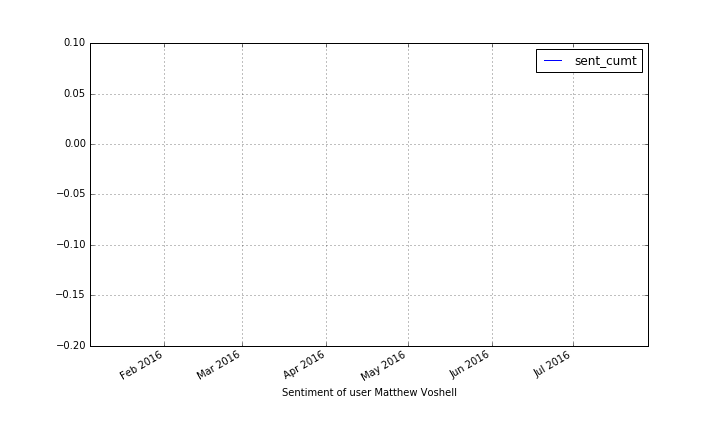 0.10
sent_cumt
0.05
0.00
−0.05
−0.10
−0.15
−0.20
Feb 2016
Mar 2016
Apr 2016
May 2016
Jun 2016
Jul 2016
Sentiment of user Matthew Voshell